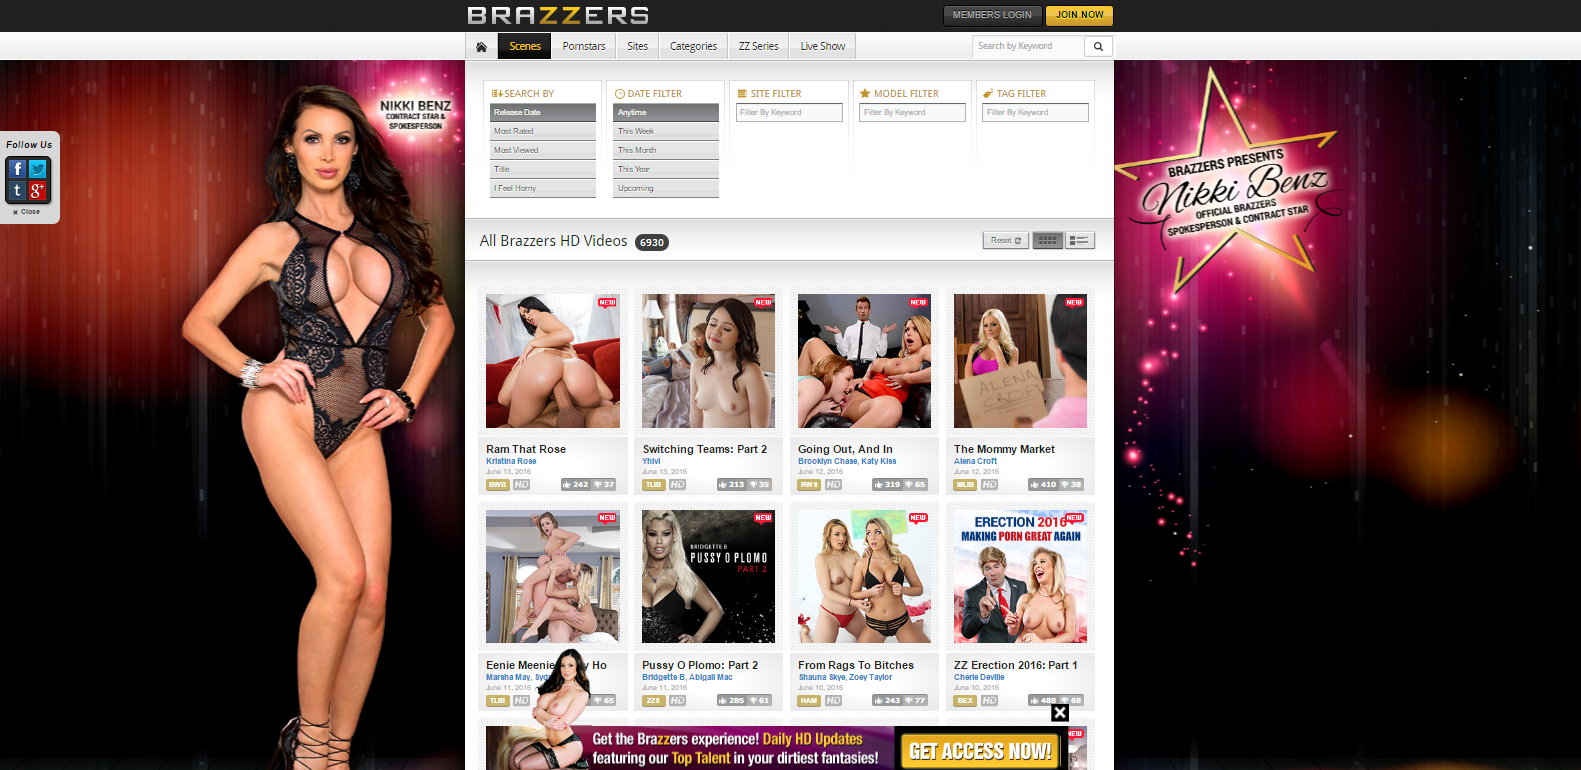 BRAZZERS
MEMBERS LOGIN
JOIN NOW
Scenes
Pornstars
Sites
Categories
ZZ Series
Live Show
Search by Keyword
NIKKI BENZ
CONTRACT STAR &
SPOKESPERSON
Follow Us
f
t
g+
Close
SEARCH BY
Release Date
Most Rated
Most Viewed
Title
I Feel Horny
DATE FILTER
Anytime
This Week
This Month
This Year
Upcoming
SITE FILTER
Filter By Keyword
MODEL FILTER
Filter By Keyword
TAG FILTER
Filter By Keyword
BRAZZERS PRESENTS
Nikki Benz
OFFICIAL BRAZZERS
SPOKESPERSON & CONTRACT STAR
All Brazzers HD Videos 6930
Reset
NEW
Ram That Rose
Kristina Rose
June 13, 2016
BWB HD 242 37
NEW
Switching Teams: Part 2
Yhivi
June 13, 2016
TLIB HD 213 35
NEW
Going Out, And In
Brooklyn Chase, Katy Kiss
June 12, 2016
RWS HD 319 65
NEW
ALENA
CROFT
The Mommy Market
Alena Croft
June 12, 2016
MLIB HD 410 38
NEW
Eenie Meenie
Ho
Marsha May,
June 11, 2016
TLIB HD 65
NEW
BRIDGETTE B
PUSSY O PLOMO
PART 2
Pussy O Plomo: Part 2
Bridgette B, Abigail Mac
June 11, 2016
ZZS HD 285 61
NEW
From Rags To Bitches
Shauna Skye, Zoey Taylor
June 10, 2016
HAM HD 243 77
NEW
ERECTION 2016
MAKING PORN GREAT AGAIN
ZZ Erection 2016: Part 1
Cherie Deville
June 10, 2016
BEX HD 488 68
NEW
Get the Brazzers experience! Daily HD Updates
featuring our Top Talent in your dirtiest fantasies!
GET ACCESS NOW!